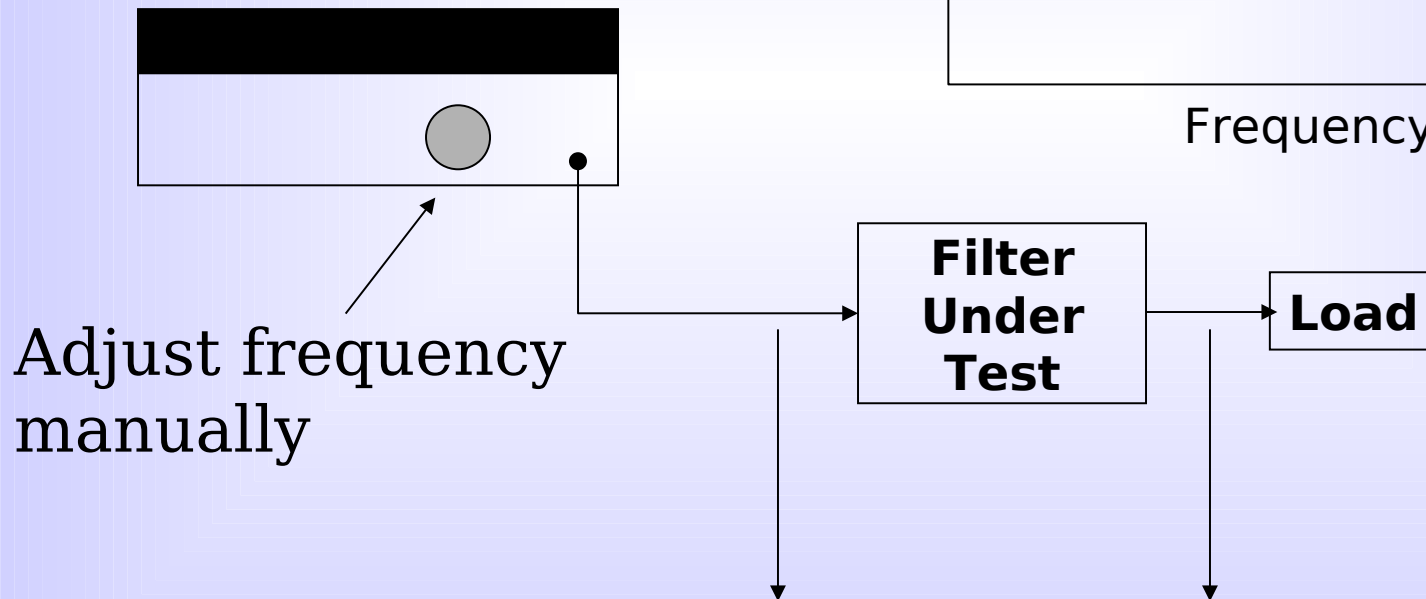 Frequency
Filter
Under
Test
Load
Adjust frequency
manually